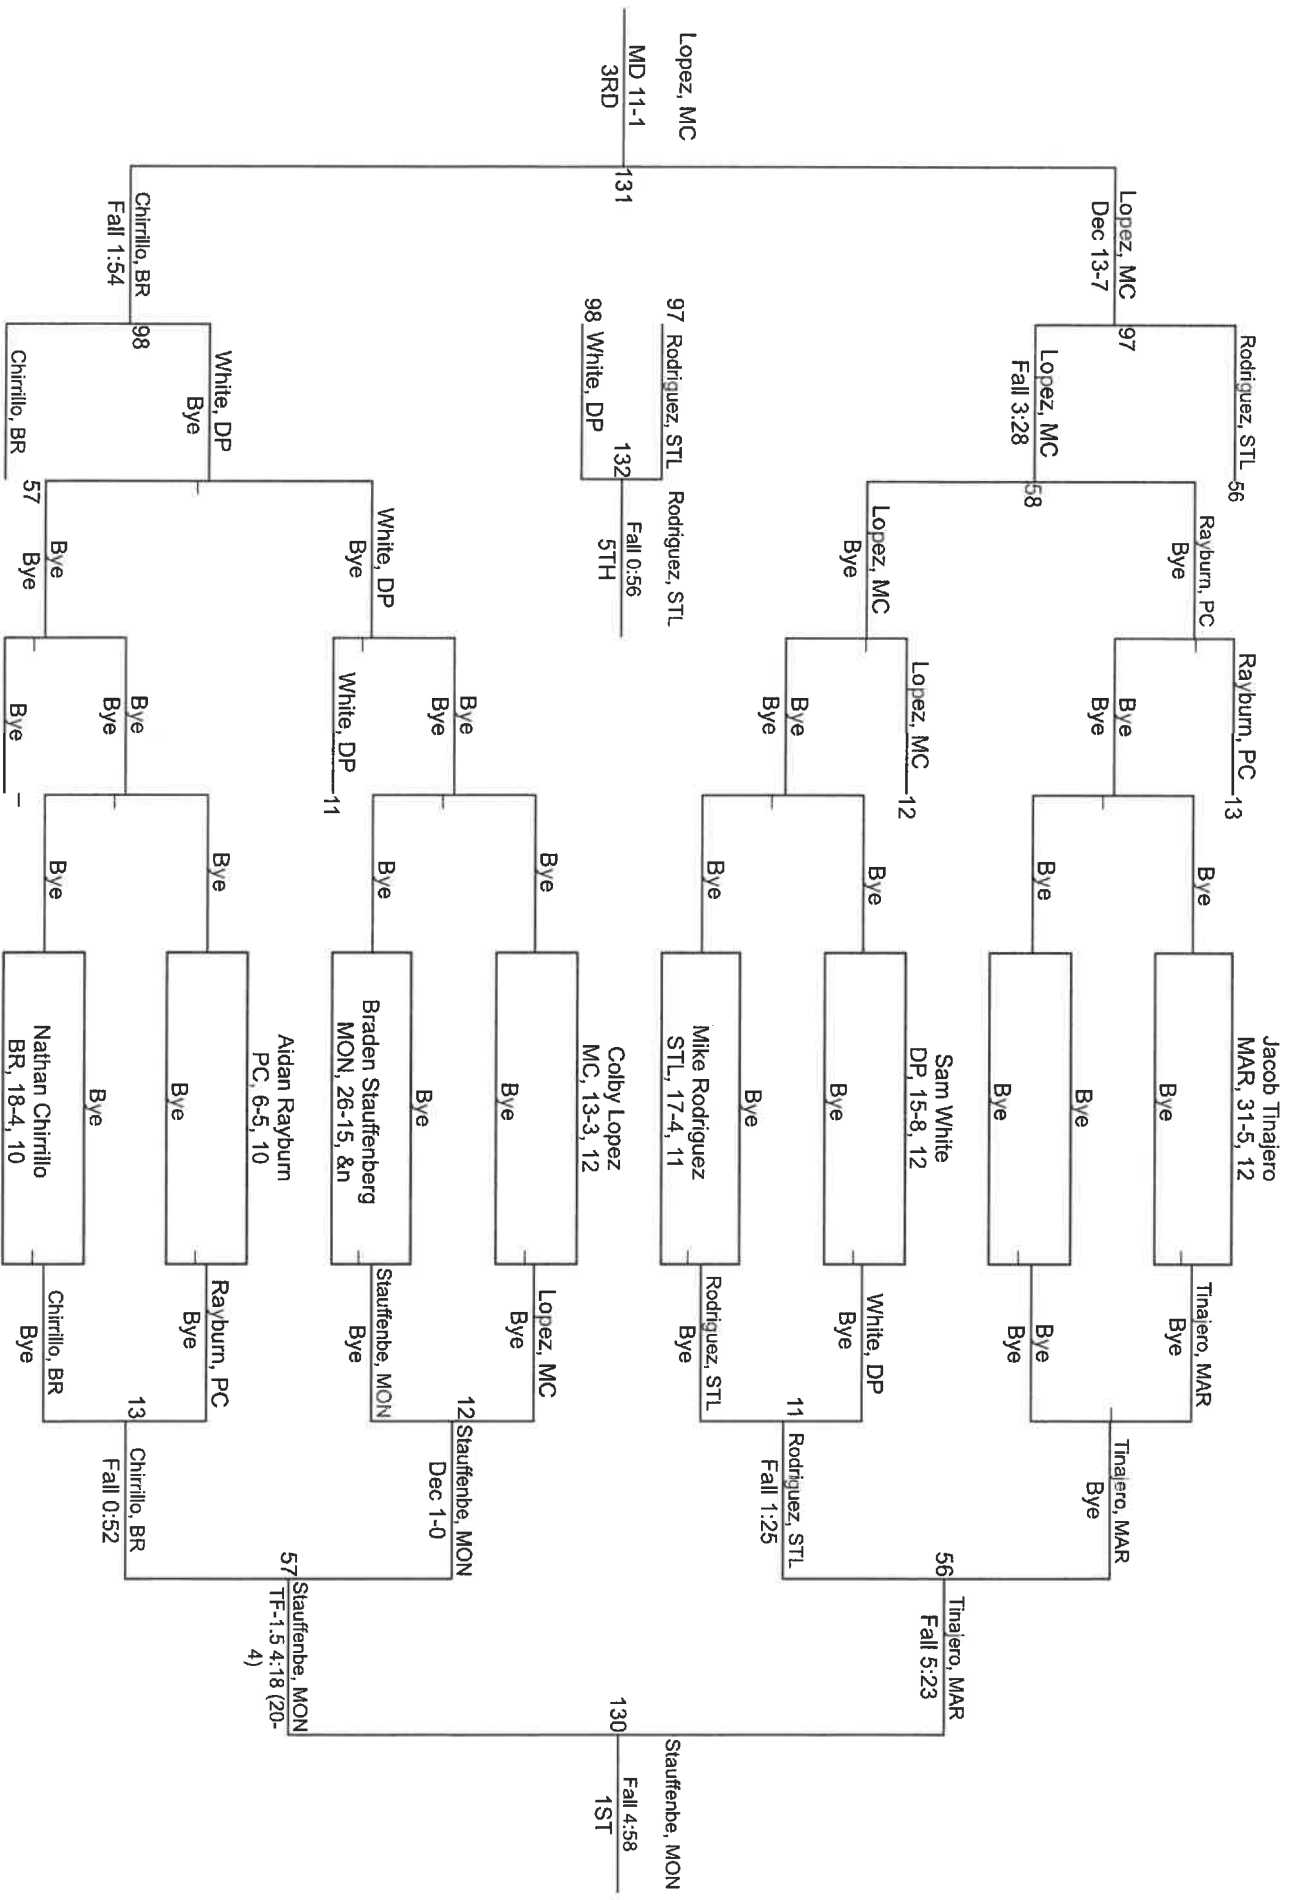 Lopez, MC
MD 11-1
3RD
131
Lopez, MC
Dec 13-7
97
Rodriguez, STL
56
Lopez, MC
Fall 3:28
58
Rayburn, PC
Bye
Rayburn, PC
13
Bye
Bye
Bye
Bye
Lopez, MC
Bye
Lopez, MC
12
Bye
Bye
Bye
Bye
97 Rodriguez, STL
98 White, DP
132
Rodriguez, STL
Fall 0:56
5TH
Chirrillo, BR
Fall 1:54
98
White, DP
Bye
Chirrillo, BR
57
White, DP
Bye
Bye
Bye
White, DP
11
Bye
Bye
Bye
Bye
Bye
Bye
Bye
Bye
Bye
Jacob Tinajero
MAR, 31-5, 12
Bye
Bye
Bye
Sam White
DP, 15-8, 12
Bye
Bye
Mike Rodriguez
STL, 17-4, 11
Colby Lopez
MC, 13-3, 12
Bye
Bye
Braden Stauffenberg
MON, 26-15, &n
Aidan Rayburn
PC, 6-5, 10
Bye
Bye
Nathan Chirrillo
BR, 18-4, 10
Tinajero, MAR
Bye
Bye
Bye
White, DP
Bye
Rodriguez, STL
Bye
Lopez, MC
Bye
Stauffenbe, MON
Bye
Rayburn, PC
Bye
Chirrillo, BR
Bye
Tinajero, MAR
Bye
11
Rodriguez, STL
Fall 1:25
12
Stauffenbe, MON
Dec 1-0
13
Chirrillo, BR
Fall 0:52
56
Tinajero, MAR
Fall 5:23
57
Stauffenbe, MON
TF-1.5 4:18 (20-
4)
130
Stauffenbe, MON
Fall 4:58
1ST